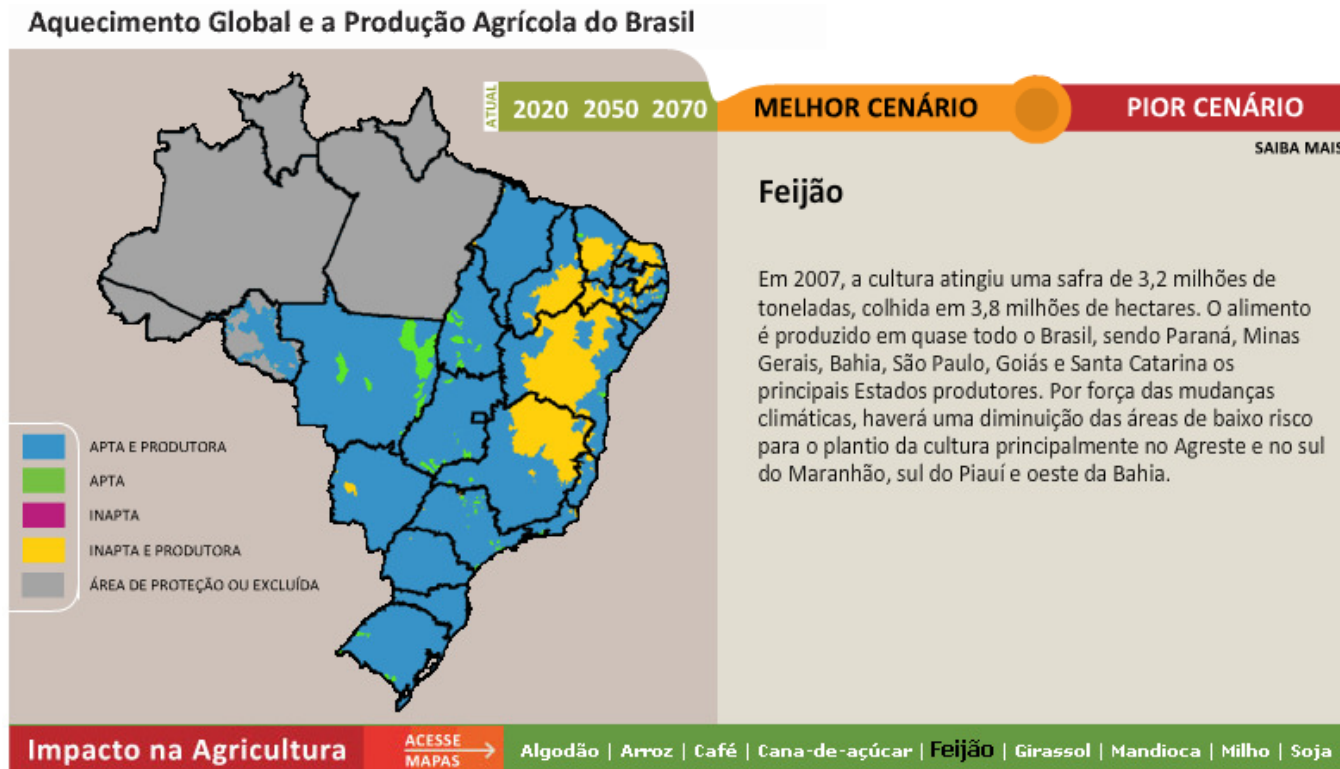 Aquecimento Global e a Produção Agrícola do Brasil
ATUAL
2020 2050 2070
MELHOR CENÁRIO
PIOR CENÁRIO
SAIBA MAIS
Feijão
Em 2007, a cultura atingiu uma safra de 3,2 milhões de
toneladas, colhida em 3,8 milhões de hectares. O alimento
é produzido em quase todo o Brasil, sendo Paraná, Minas
Gerais, Bahia, São Paulo, Goiás e Santa Catarina os
principais Estados produtores. Por força das mudanças
climáticas, haverá uma diminuição das áreas de baixo risco
para o plantio da cultura principalmente no Agreste e no sul
do Maranhão, sul do Piauí e oeste da Bahia.
APTA E PRODUTORA
APTA
INAPTA
INAPTA E PRODUTORA
ÁREA DE PROTEÇÃO OU EXCLUÍDA
Impacto na Agricultura
ACESSE
MAPAS
Algodão | Arroz | Café | Cana-de-açúcar | Feijão | Girassol | Mandioca | Milho | Soja